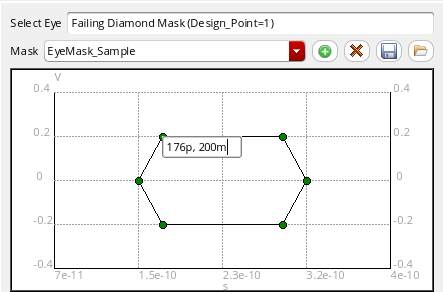 Select Eye Failing Diamond Mask (Design_Point=1)
Mask EyeMask_Sample
V
0.4 0.4
0.2 0.2
176p, 200m
0 0
-0.2 -0.2
-0.4 -0.4
7e-11 1.5e-10 2.3e-10 3.2e-10 4e-10
s